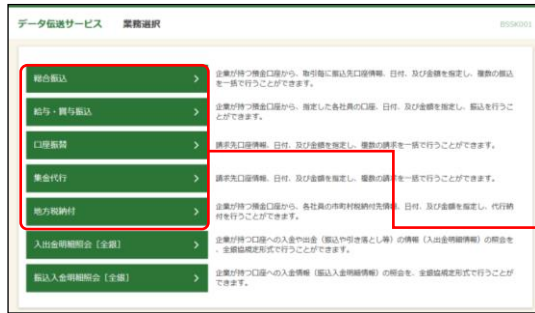 データ伝送サービス 業務選択
BSSK001
総合振込
企業が持つ預金口座から、取引毎に振込先口座情報、日付、及び金額を指定し、複数の振込
を一括で行うことができます。
給与・賞与振込
企業が持つ預金口座から、指定した各社員の口座、日付、及び金額を指定し、振込を行うこ
とができます。
口座振替
請求先口座情報、日付、及び金額を指定し、複数の請求を一括で行うことができます。
集金代行
請求先口座情報、日付、及び金額を指定し、複数の請求を一括で行うことができます。
地方税納付
企業が持つ預金口座から、各社員の市町村税納付先情報、日付、及び金額を指定し、代行納
付を行うことができます。
入出金明細照会［全銀］
企業が持つ口座への入金や出金（振込や引き落とし等）の情報（入出金明細情報）の照会を
、全銀協規定形式で行うことができます。
振込入金明細照会［全銀］
企業が持つ口座への入金情報（振込入金明細情報）の照会を、全銀協規定形式で行うことが
できます。